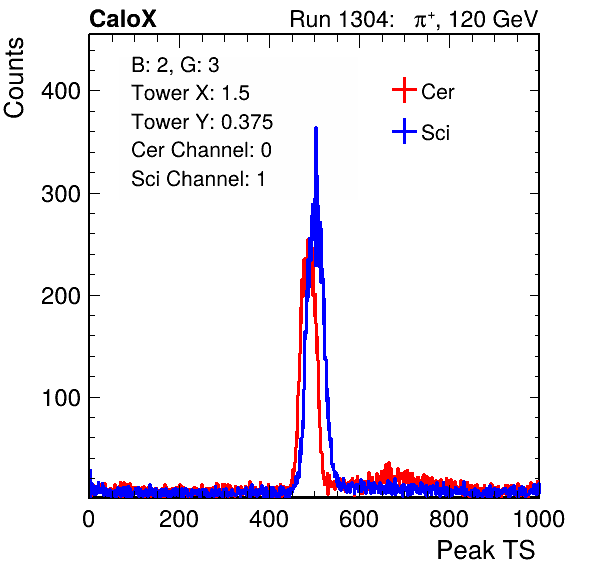 CaloX Run 1304: π⁺, 120 GeV
B: 2, G: 3
Tower X: 1.5
Tower Y: 0.375
Cer Channel: 0
Sci Channel: 1
Cer
Sci
Counts
400
300
200
100
0 200 400 600 800 1000
Peak TS